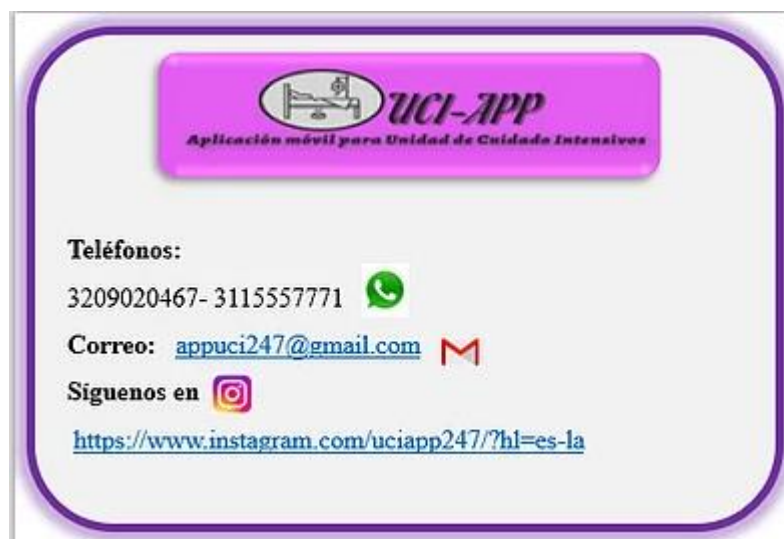 UCI-APP
Aplicación móvil para Unidad de Cuidado Intensivos
Teléfonos:
3209020467- 3115557771
Correo: appuci247@gmail.com
Síguenos en
https://www.instagram.com/uciapp247/?hl=es-la